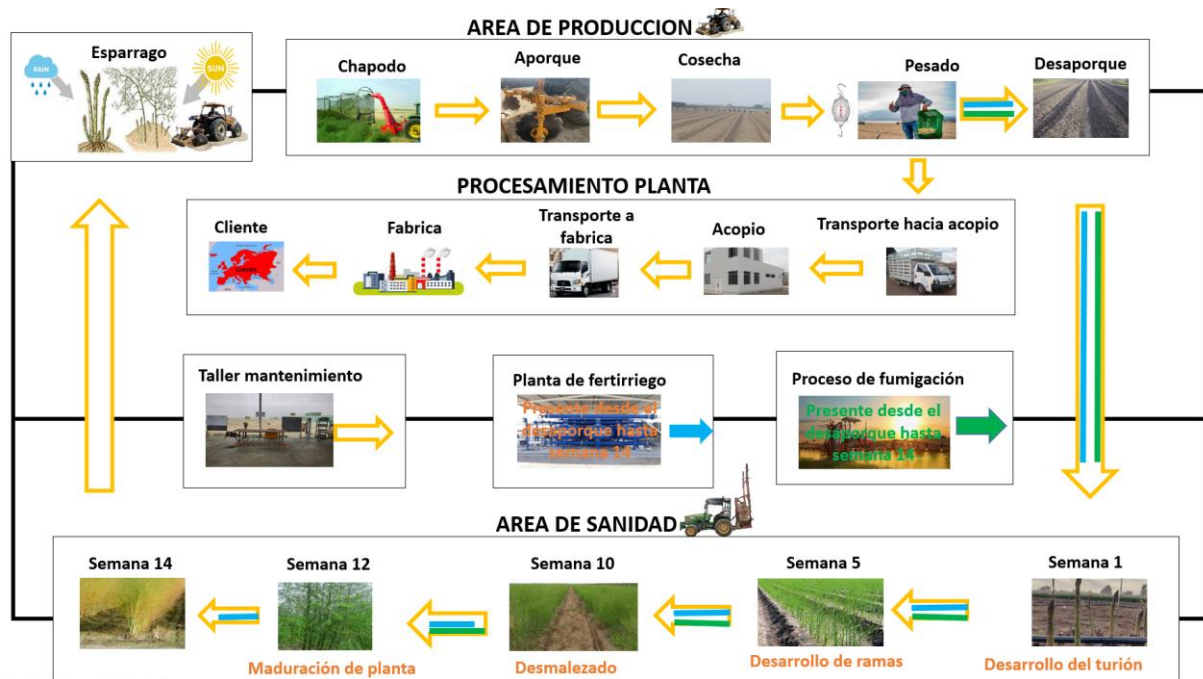 AREA DE PRODUCCION
Esparrago
RAIN
SUN
Chapodo
Aporque
Cosecha
Pesado
Desaporque
PROCESAMIENTO PLANTA
Cliente
Fabrica
Transporte a
fabrica
Acopio
Transporte hacia acopio
EUROPA
Taller mantenimiento
Planta de fertirriego
Presente desde el
desaporque hasta
semana 14
Proceso de fumigación
Presente desde el
desaporque hasta
semana 14
AREA DE SANIDAD
Semana 14
Semana 12
Semana 10
Semana 5
Semana 1
Maduración de planta
Desmalezado
Desarrollo de ramas
Desarrollo del turión